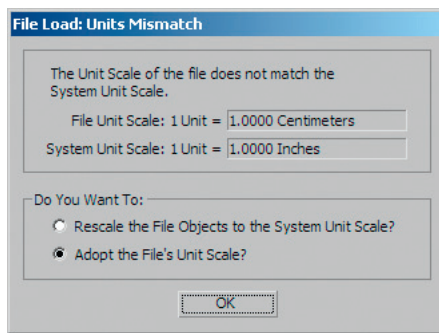 File Load: Units Mismatch
The Unit Scale of the file does not match the
System Unit Scale.
File Unit Scale: 1 Unit = 1.0000 Centimeters
System Unit Scale: 1 Unit = 1.0000 Inches
Do You Want To:
Rescale the File Objects to the System Unit Scale?
Adopt the File's Unit Scale?
OK